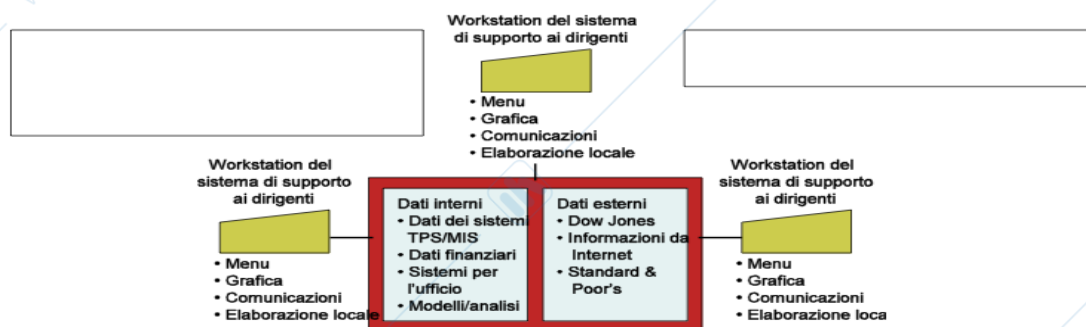 Workstation del sistema
di supporto ai dirigenti
• Menu
• Grafica
• Comunicazioni
• Elaborazione locale
Workstation del
sistema di supporto
ai dirigenti
• Menu
• Grafica
• Comunicazioni
• Elaborazione locale
Dati interni
• Dati dei sistemi
TPS/MIS
• Dati finanziari
• Sistemi per
l'ufficio
• Modelli/analisi
Dati esterni
• Dow Jones
• Informazioni da
Internet
• Standard &
Poor's
Workstation del
sistema di supporto
ai dirigenti
• Menu
• Grafica
• Comunicazioni
• Elaborazione loca